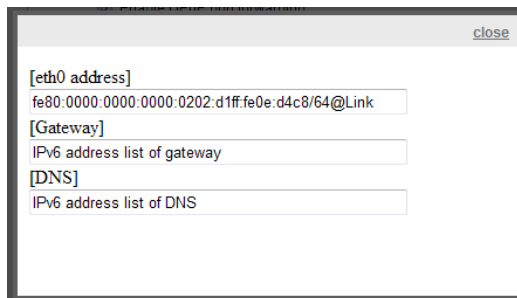 close
[eth0 address]
fe80:0000:0000:0000:0202:d1ff:fe0e:d4c8/64@Link
[Gateway]
IPv6 address list of gateway
[DNS]
IPv6 address list of DNS